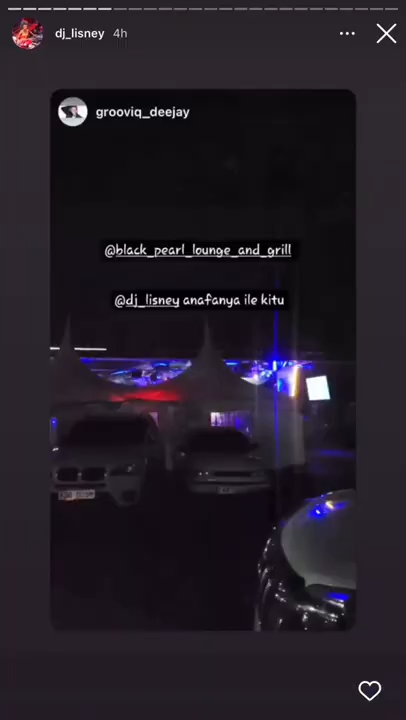 dj_lisney 4h
grooviq_deejay
@black_pearl_lounge_and_grill
@dj_lisney anafanya ile kitu